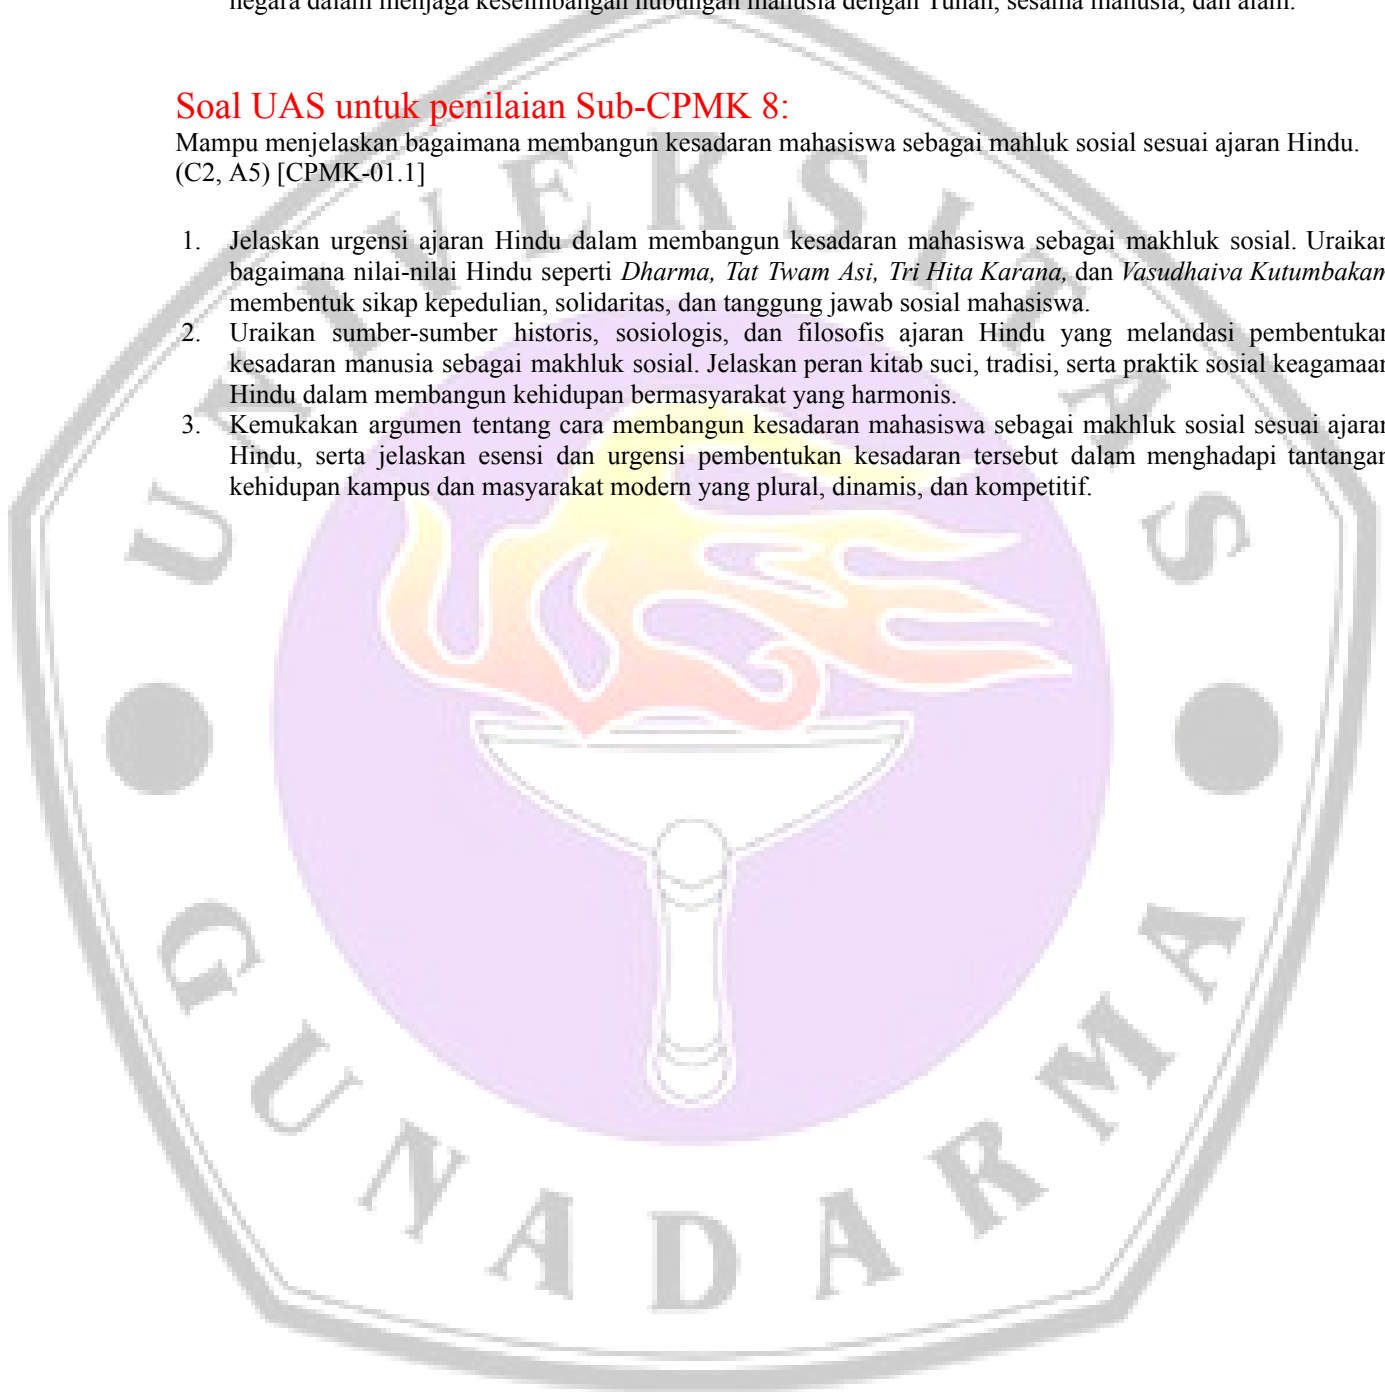 negara dalam menjaga keseimbangan hubungan manusia dengan Tuhan, sesama manusia, dan alam.
Soal UAS untuk penilaian Sub-CPMK 8:
Mampu menjelaskan bagaimana membangun kesadaran mahasiswa sebagai mahluk sosial sesuai ajaran Hindu.
(C2, A5) [CPMK-01.1]
1. Jelaskan urgensi ajaran Hindu dalam membangun kesadaran mahasiswa sebagai makhluk sosial. Uraikan
bagaimana nilai-nilai Hindu seperti Dharma, Tat Twam Asi, Tri Hita Karana, dan Vasudhaiva Kutumbakam
membentuk sikap kepedulian, solidaritas, dan tanggung jawab sosial mahasiswa.
2. Uraikan sumber-sumber historis, sosiologis, dan filosofis ajaran Hindu yang melandasi pembentukan
kesadaran manusia sebagai makhluk sosial. Jelaskan peran kitab suci, tradisi, serta praktik sosial keagamaan
Hindu dalam membangun kehidupan bermasyarakat yang harmonis.
3. Kemukakan argumen tentang cara membangun kesadaran mahasiswa sebagai makhluk sosial sesuai ajaran
Hindu, serta jelaskan esensi dan urgensi pembentukan kesadaran tersebut dalam menghadapi tantangan
kehidupan kampus dan masyarakat modern yang plural, dinamis, dan kompetitif.
UNIVERSITAS
GUNADARMA